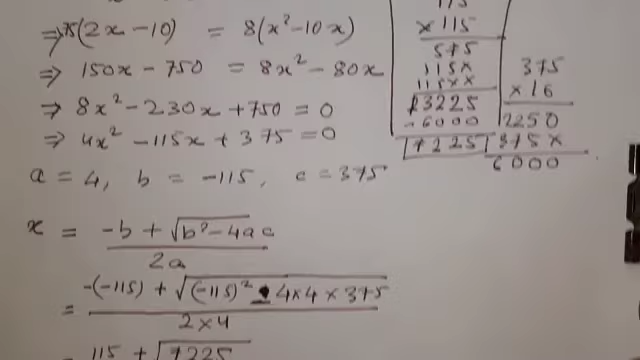 ⇒ 75(2x-10) = 8(x²-10x)
⇒ 150x - 750 = 8x² - 80x
⇒ 8x² - 230x + 750 = 0
⇒ 4x² - 115x + 375 = 0
a = 4, b = -115, c = 375
x = -b + √b² - 4ac
2a
= -(-115) + √(-115)² - 4×4×375
2×4
= 115 + √7225
115
×115
575
115×
115××
13225
-6000
7225
375
×16
2250
375×
6000